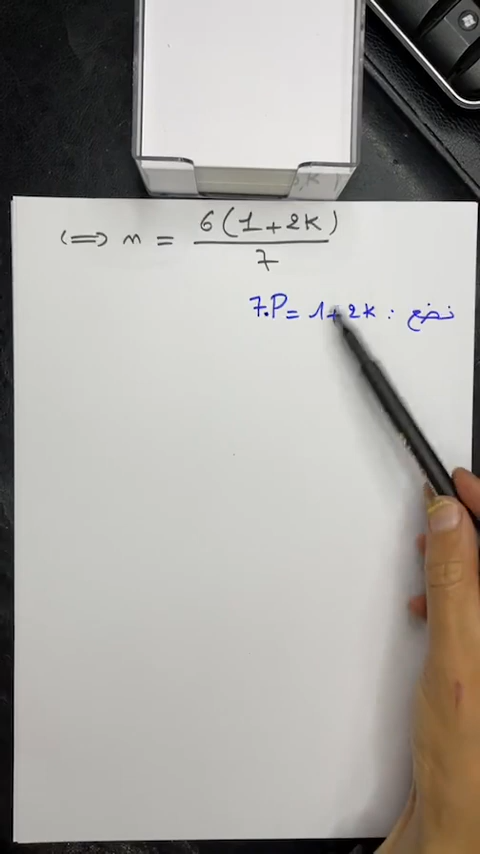 (⟺) n = 6(1+2K)/7
نضع : 7.P = 1+2K